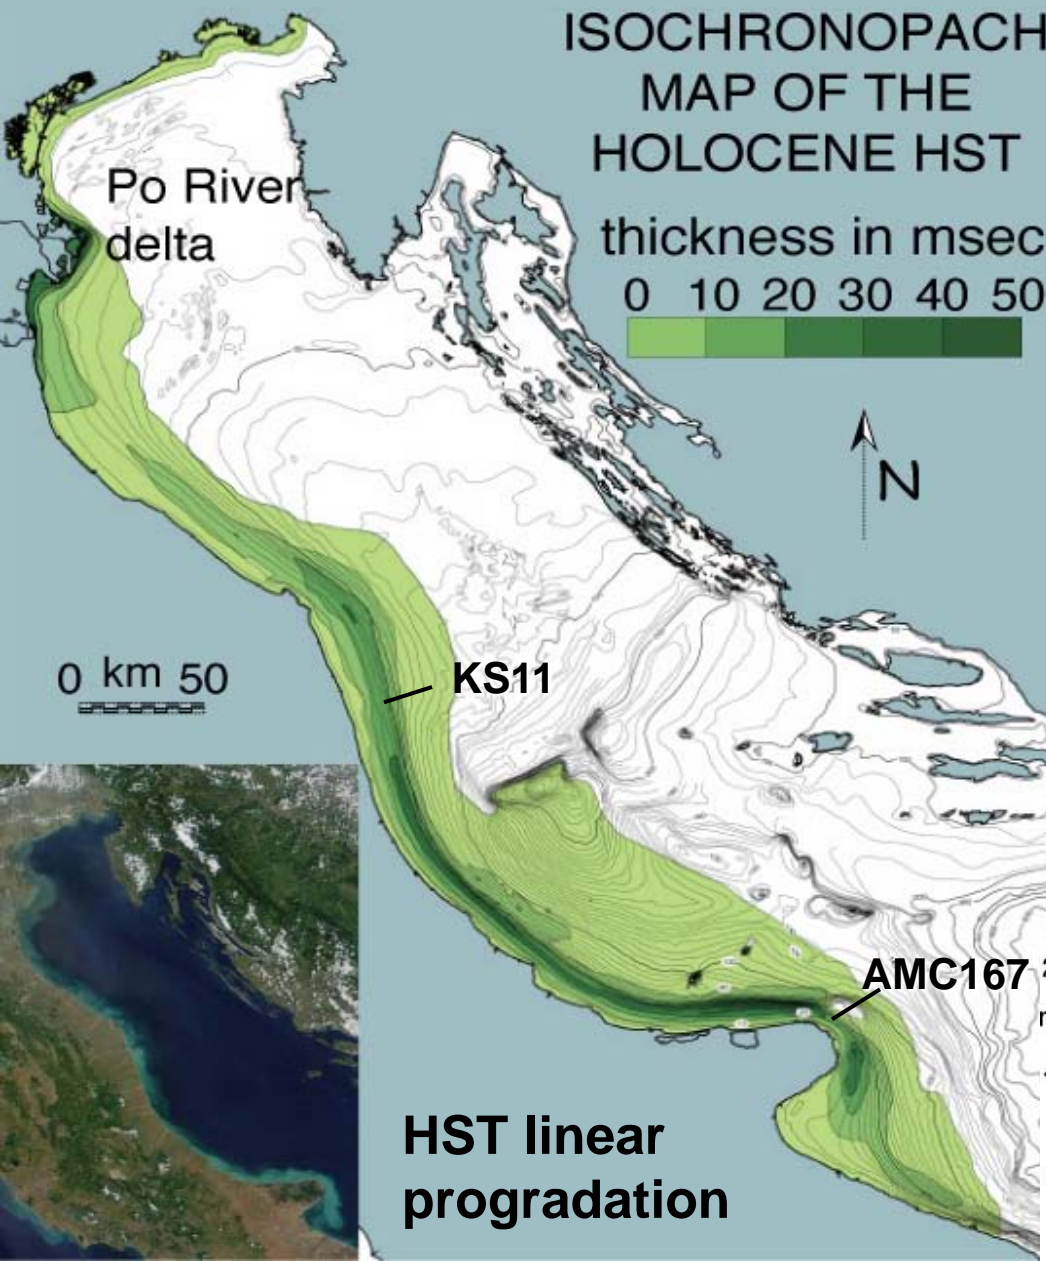 ISOCHRONOPACH
MAP OF THE
HOLOCENE HST
thickness in msec
0 10 20 30 40 50
Po River
delta
N
0 km 50
KS11
AMC167
HST linear
progradation